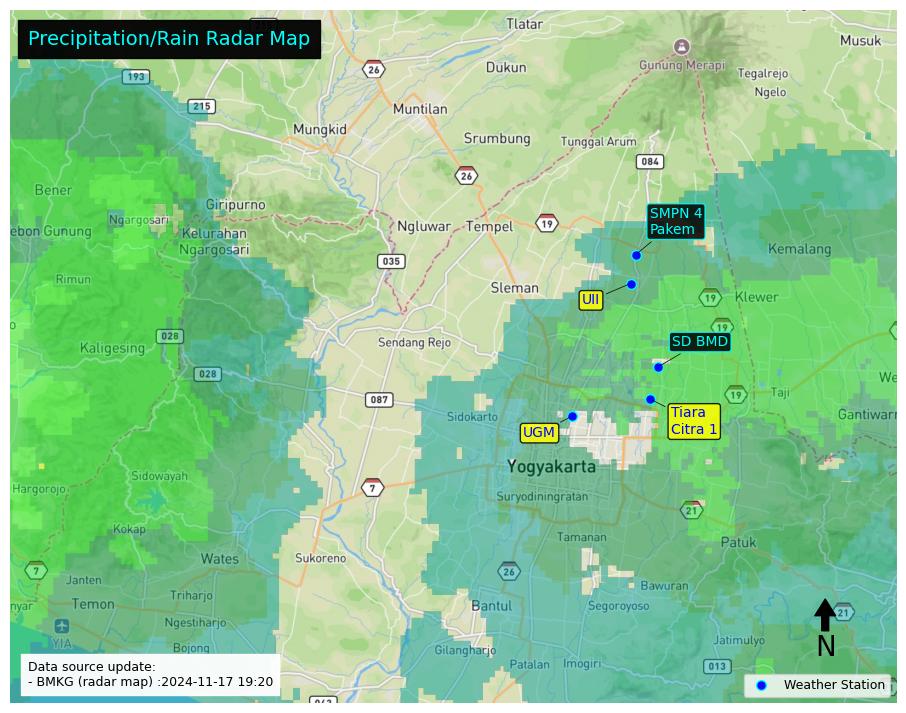 Precipitation/Rain Radar Map
Tlatar
Musuk
26
Gunung Merapi
193
Dukun
Tegalrejo
Ngelo
215
Muntilan
Mungkid
Srumbung
Tunggal Arum
084
26
Bener
Giripurno
Ngargosari
SMPN 4
Pakem
ebon Gunung
Kelurahan
Ngargosari
Ngluwar
Tempel
19
Kemalang
035
Rimun
Sleman
UII
19
Klewer
19
028
Kaligesing
Sendang Rejo
SD BMD
028
We
087
19
Taji
Sidokarto
UGM
Tiara
Citra 1
Gantiwarn
Yogyakarta
Sidowayah
Hargorojo
7
Suryodiningratan
21
Kokap
Tamanan
Patuk
Wates
Sukoreno
7
26
Janten
Bawuran
Temon
Triharjo
Bantul
Segoroyoso
nyar
21
Ngestiharjo
YIA
Bojong
Gilangharjo
Jatimulyo
N
Patalan
Imogiri
013
Data source update:
- BMKG (radar map) :2024-11-17 19:20
Weather Station